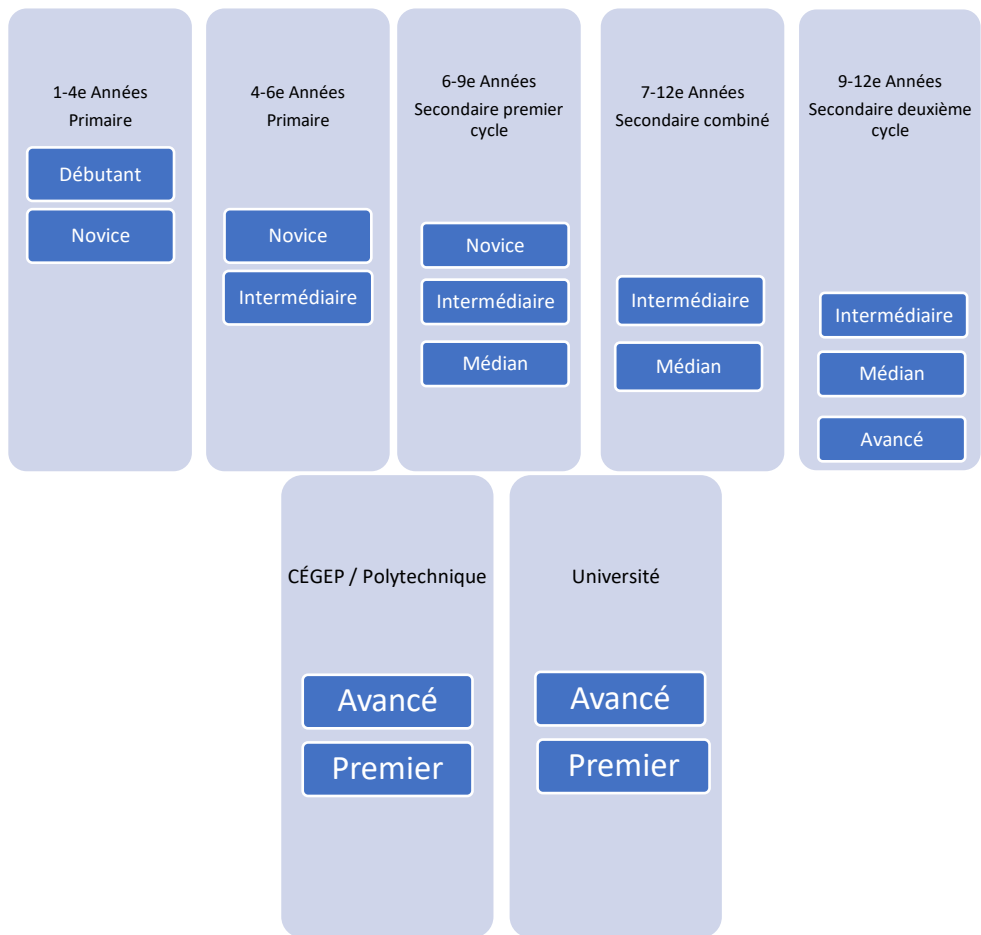 1-4e Années
Primaire
Débutant
Novice
4-6e Années
Primaire
Novice
Intermédiaire
6-9e Années
Secondaire premier
cycle
Novice
Intermédiaire
Médian
7-12e Années
Secondaire combiné
Intermédiaire
Médian
9-12e Années
Secondaire deuxième
cycle
Intermédiaire
Médian
Avancé
CÉGEP / Polytechnique
Avancé
Premier
Université
Avancé
Premier